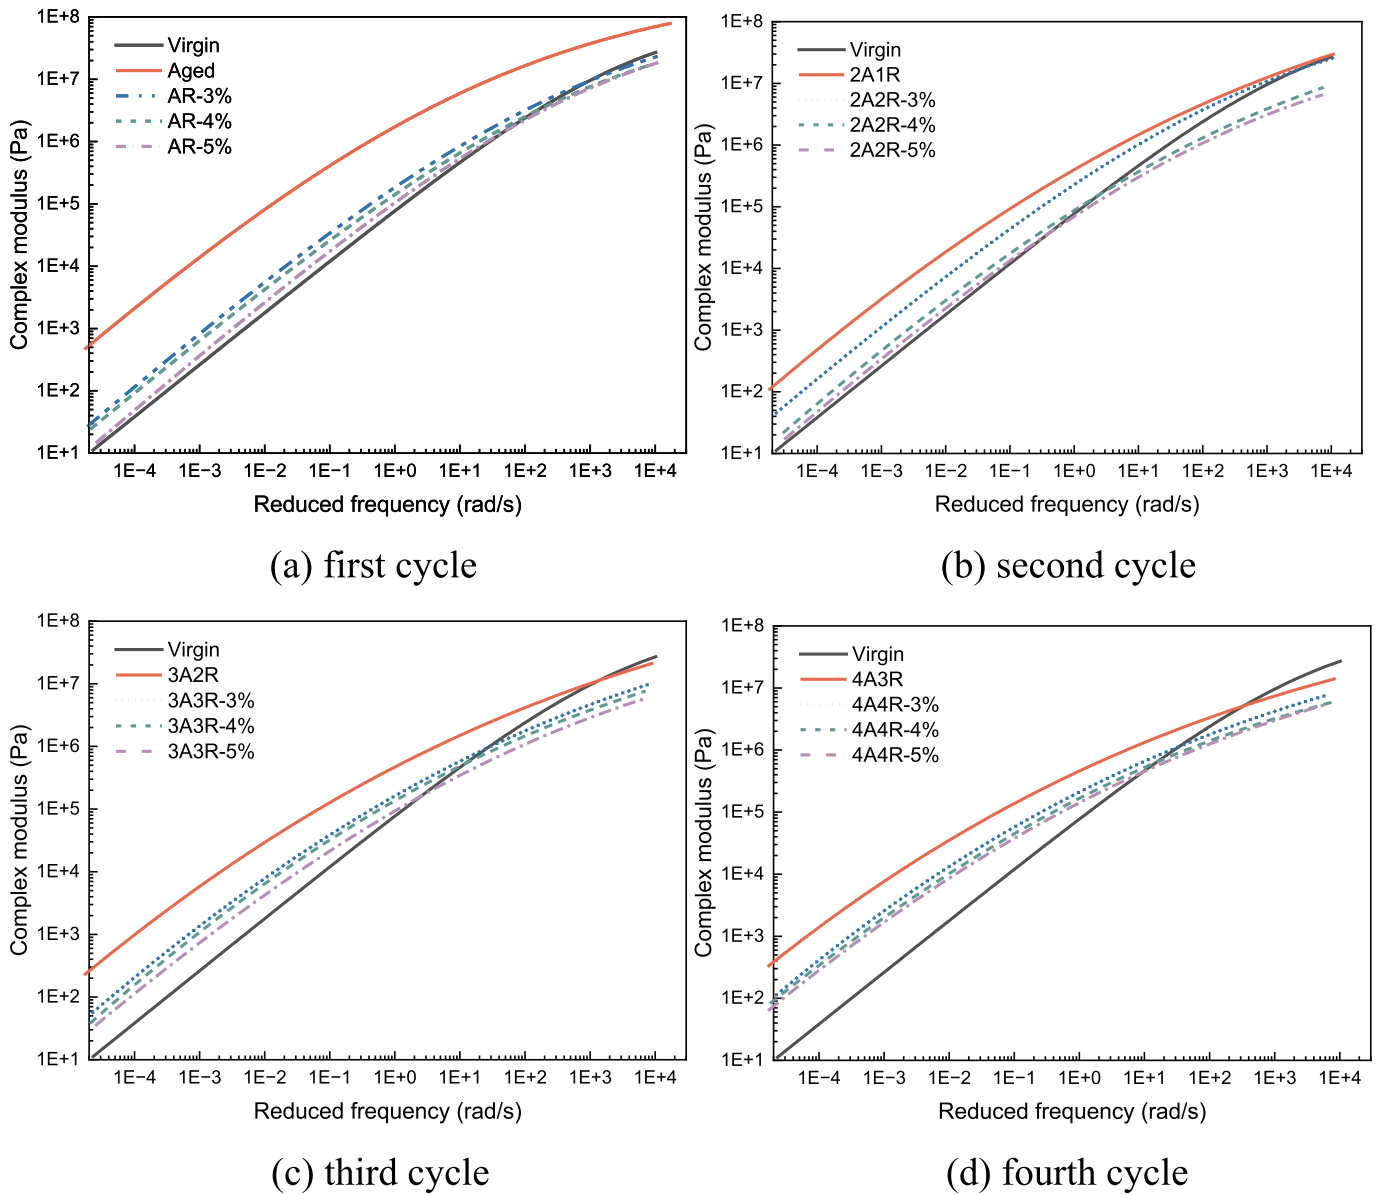 1E+8
1E+7
1E+6
1E+5
1E+4
1E+3
1E+2
1E+1
Complex modulus (Pa)
Virgin
Aged
AR-3%
AR-4%
AR-5%
1E−4 1E−3 1E−2 1E−1 1E+0 1E+1 1E+2 1E+3 1E+4
Reduced frequency (rad/s)
(a) first cycle
1E+8
1E+7
1E+6
1E+5
1E+4
1E+3
1E+2
1E+1
Complex modulus (Pa)
Virgin
2A1R
2A2R-3%
2A2R-4%
2A2R-5%
1E−4 1E−3 1E−2 1E−1 1E+0 1E+1 1E+2 1E+3 1E+4
Reduced frequency (rad/s)
(b) second cycle
1E+8
1E+7
1E+6
1E+5
1E+4
1E+3
1E+2
1E+1
Complex modulus (Pa)
Virgin
3A2R
3A3R-3%
3A3R-4%
3A3R-5%
1E−4 1E−3 1E−2 1E−1 1E+0 1E+1 1E+2 1E+3 1E+4
Reduced frequency (rad/s)
(c) third cycle
1E+8
1E+7
1E+6
1E+5
1E+4
1E+3
1E+2
1E+1
Complex modulus (Pa)
Virgin
4A3R
4A4R-3%
4A4R-4%
4A4R-5%
1E−4 1E−3 1E−2 1E−1 1E+0 1E+1 1E+2 1E+3 1E+4
Reduced frequency (rad/s)
(d) fourth cycle